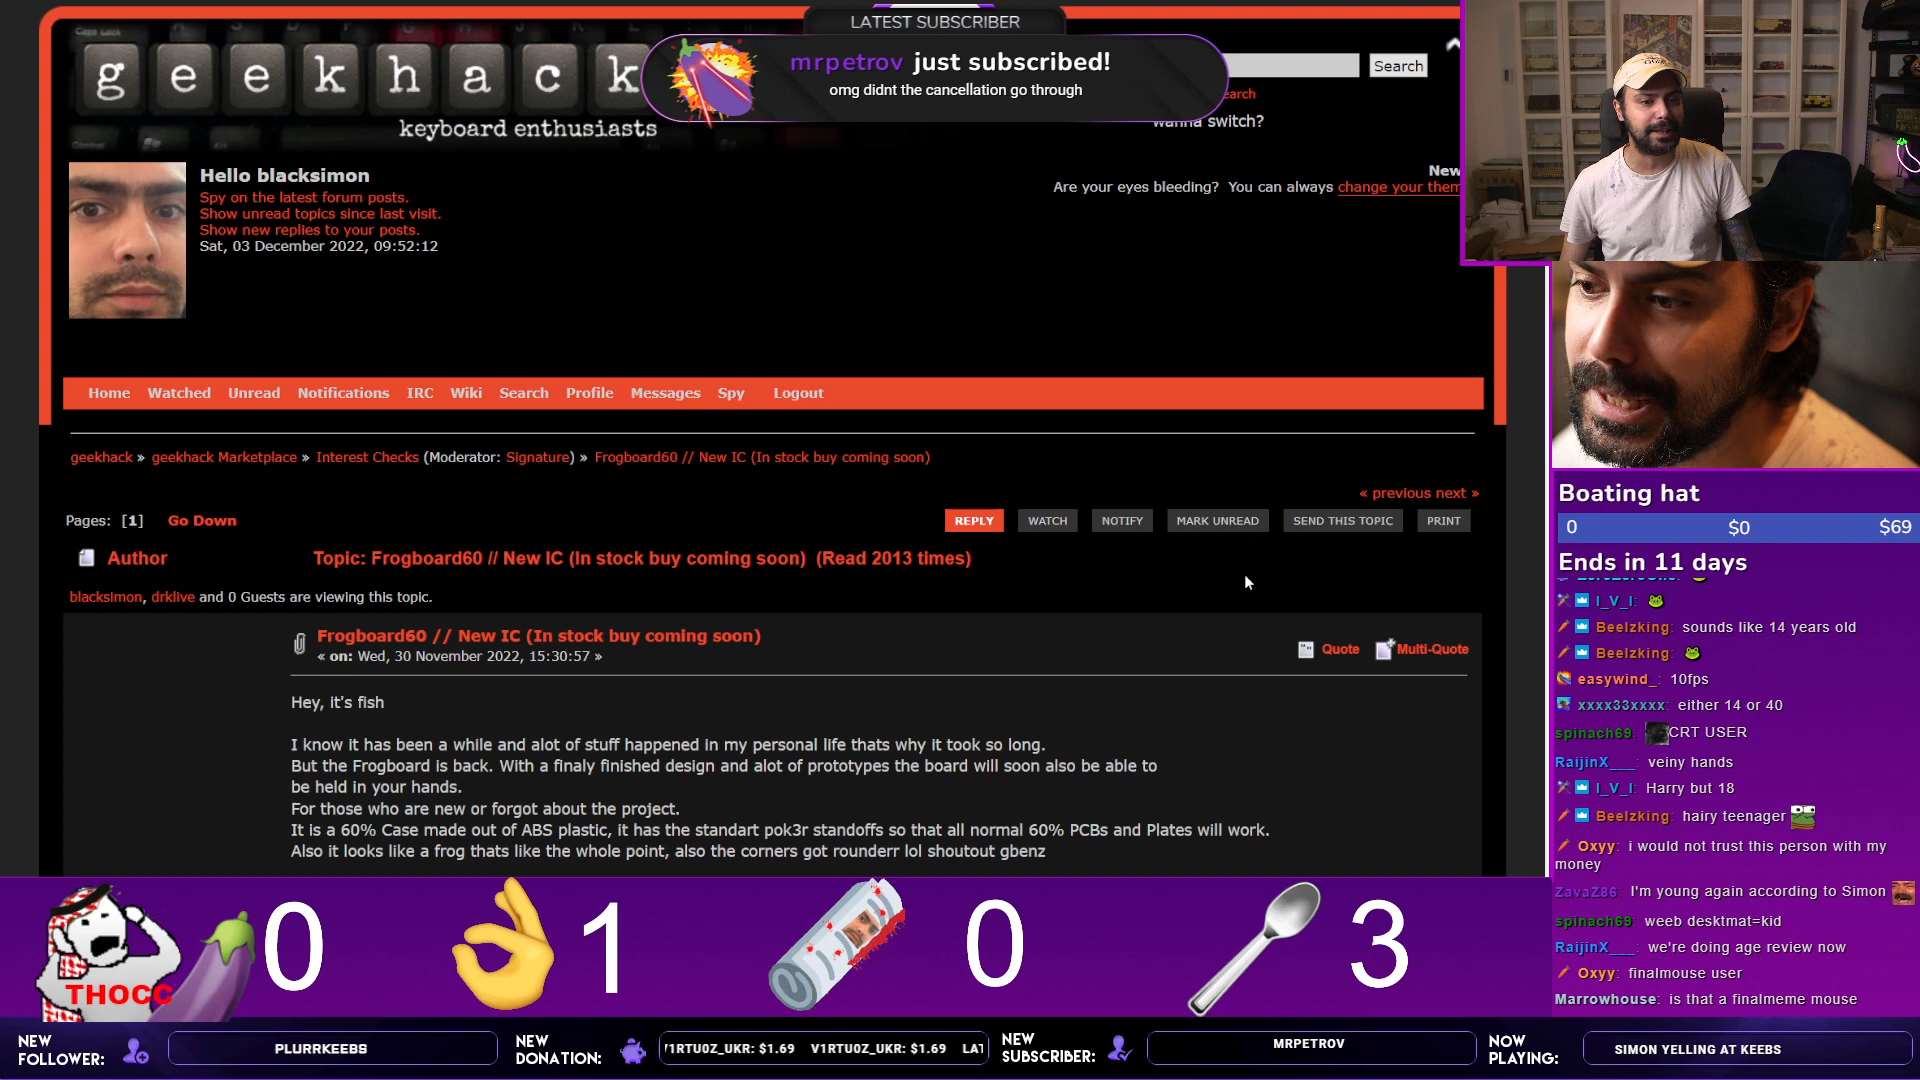 LATEST SUBSCRIBER
mrpetrov just subscribed!
omg didnt the cancellation go through
geekhack
keyboard enthusiasts
Search
earch
wanna switch?
Hello blacksimon
Spy on the latest forum posts.
Show unread topics since last visit.
Show new replies to your posts.
Sat, 03 December 2022, 09:52:12
New
Are your eyes bleeding? You can always change your them
Home Watched Unread Notifications IRC Wiki Search Profile Messages Spy Logout
geekhack » geekhack Marketplace » Interest Checks (Moderator: Signature) » Frogboard60 // New IC (In stock buy coming soon)
« previous next »
Pages: [1] Go Down
REPLY WATCH NOTIFY MARK UNREAD SEND THIS TOPIC PRINT
Author Topic: Frogboard60 // New IC (In stock buy coming soon) (Read 2013 times)
blacksimon, drklive and 0 Guests are viewing this topic.
Frogboard60 // New IC (In stock buy coming soon)
« on: Wed, 30 November 2022, 15:30:57 »
Quote Multi-Quote
Hey, it's fish
I know it has been a while and alot of stuff happened in my personal life thats why it took so long.
But the Frogboard is back. With a finaly finished design and alot of prototypes the board will soon also be able to
be held in your hands.
For those who are new or forgot about the project.
It is a 60% Case made out of ABS plastic, it has the standart pok3r standoffs so that all normal 60% PCBs and Plates will work.
Also it looks like a frog thats like the whole point, also the corners got rounderr lol shoutout gbenz
Boating hat
0 $0 $69
Ends in 11 days
I_V_I:
Beelzking: sounds like 14 years old
Beelzking:
easywind_: 10fps
xxxx33xxxx: either 14 or 40
spinach69: CRT USER
RaijinX___: veiny hands
I_V_I: Harry but 18
Beelzking: hairy teenager
Oxyy: i would not trust this person with my
money
ZavaZ86: I'm young again according to Simon
spinach69: weeb desktmat=kid
RaijinX___: we're doing age review now
Oxyy: finalmouse user
Marrowhouse: is that a finalmeme mouse
THOCC 0 1 0 3
NEW FOLLOWER: PLURRKEEBS
NEW DONATION: V1RTU0Z_UKR: $1.69 V1RTU0Z_UKR: $1.69 LAT
NEW SUBSCRIBER: MRPETROV
NOW PLAYING: SIMON YELLING AT KEEBS